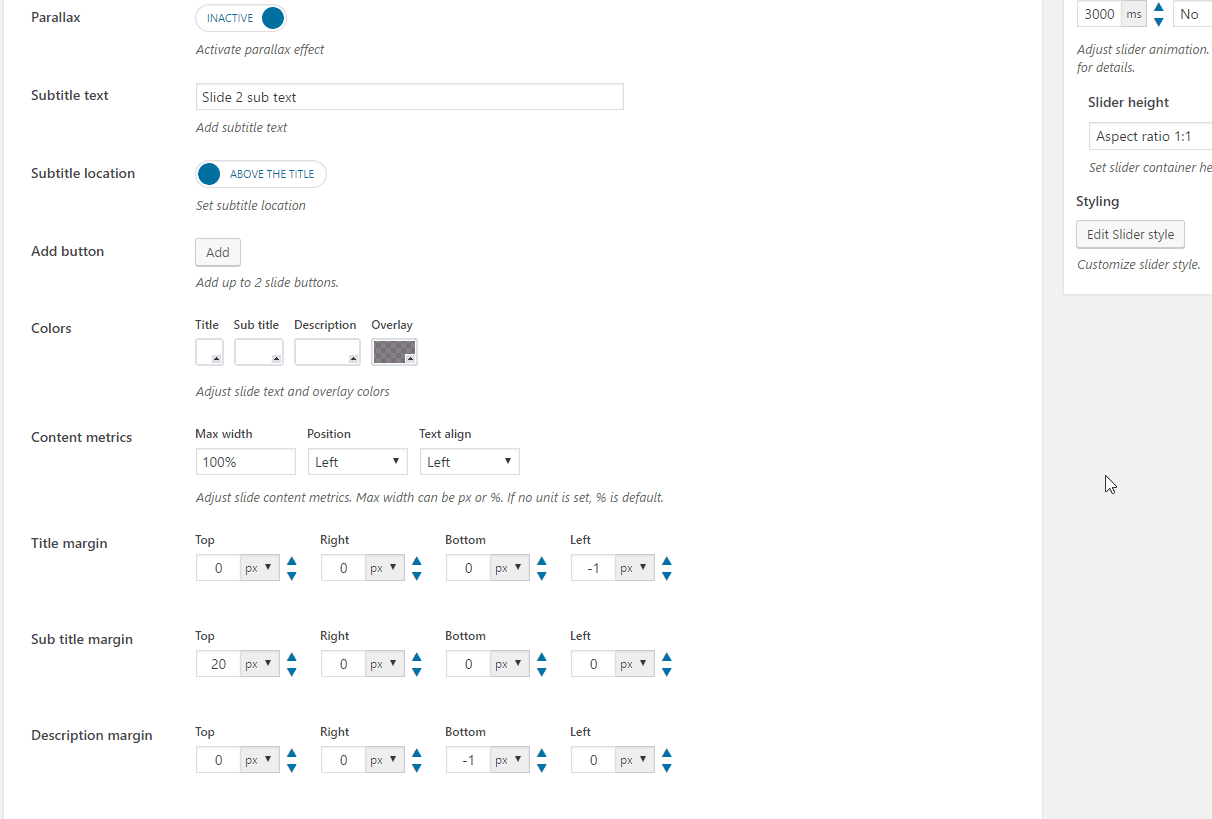 Parallax
INACTIVE
Activate parallax effect
Subtitle text
Slide 2 sub text
Add subtitle text
Subtitle location
ABOVE THE TITLE
Set subtitle location
Add button
Add
Add up to 2 slide buttons.
Colors
Title Sub title Description Overlay
Adjust slide text and overlay colors
Content metrics
Max width Position Text align
100% Left Left
Adjust slide content metrics. Max width can be px or %. If no unit is set, % is default.
Title margin
Top Right Bottom Left
0 px 0 px 0 px -1 px
Sub title margin
Top Right Bottom Left
20 px 0 px 0 px 0 px
Description margin
Top Right Bottom Left
0 px 0 px -1 px 0 px
3000 ms No
Adjust slider animation.
for details.
Slider height
Aspect ratio 1:1
Set slider container he
Styling
Edit Slider style
Customize slider style.